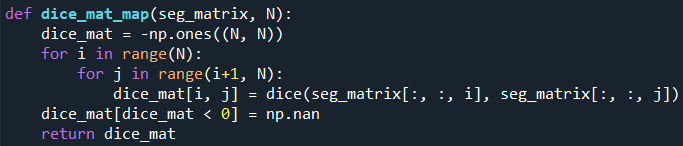 def dice_mat_map(seg_matrix, N):
    dice_mat = -np.ones((N, N))
    for i in range(N):
        for j in range(i+1, N):
            dice_mat[i, j] = dice(seg_matrix[:, :, i], seg_matrix[:, :, j])
    dice_mat[dice_mat < 0] = np.nan
    return dice_mat